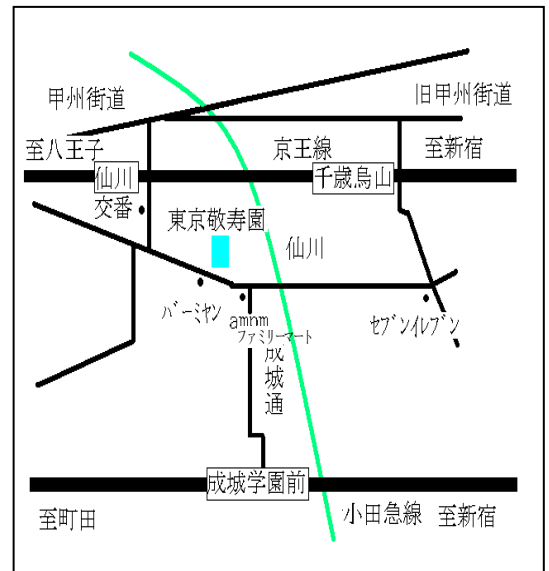 甲州街道
旧甲州街道
至八王子
京王線
至新宿
仙川
千歳烏山
交番
東京敬寿園
仙川
バーミヤン
ampm
ファミリーマート
セブンイレブン
成城通
成城学園前
至町田
小田急線
至新宿